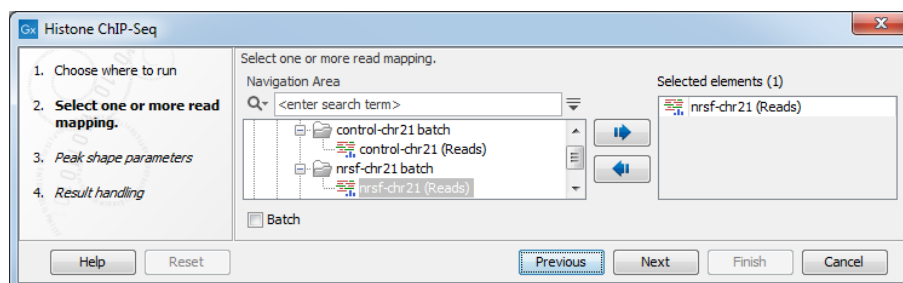 Gx Histone ChIP-Seq
1. Choose where to run
2. Select one or more read
mapping.
3. Peak shape parameters
4. Result handling
Select one or more read mapping.
Navigation Area
<enter search term>
control-chr21 batch
control-chr21 (Reads)
nrsf-chr21 batch
nrsf-chr21 (Reads)
Batch
Selected elements (1)
nrsf-chr21 (Reads)
Help Reset Previous Next Finish Cancel